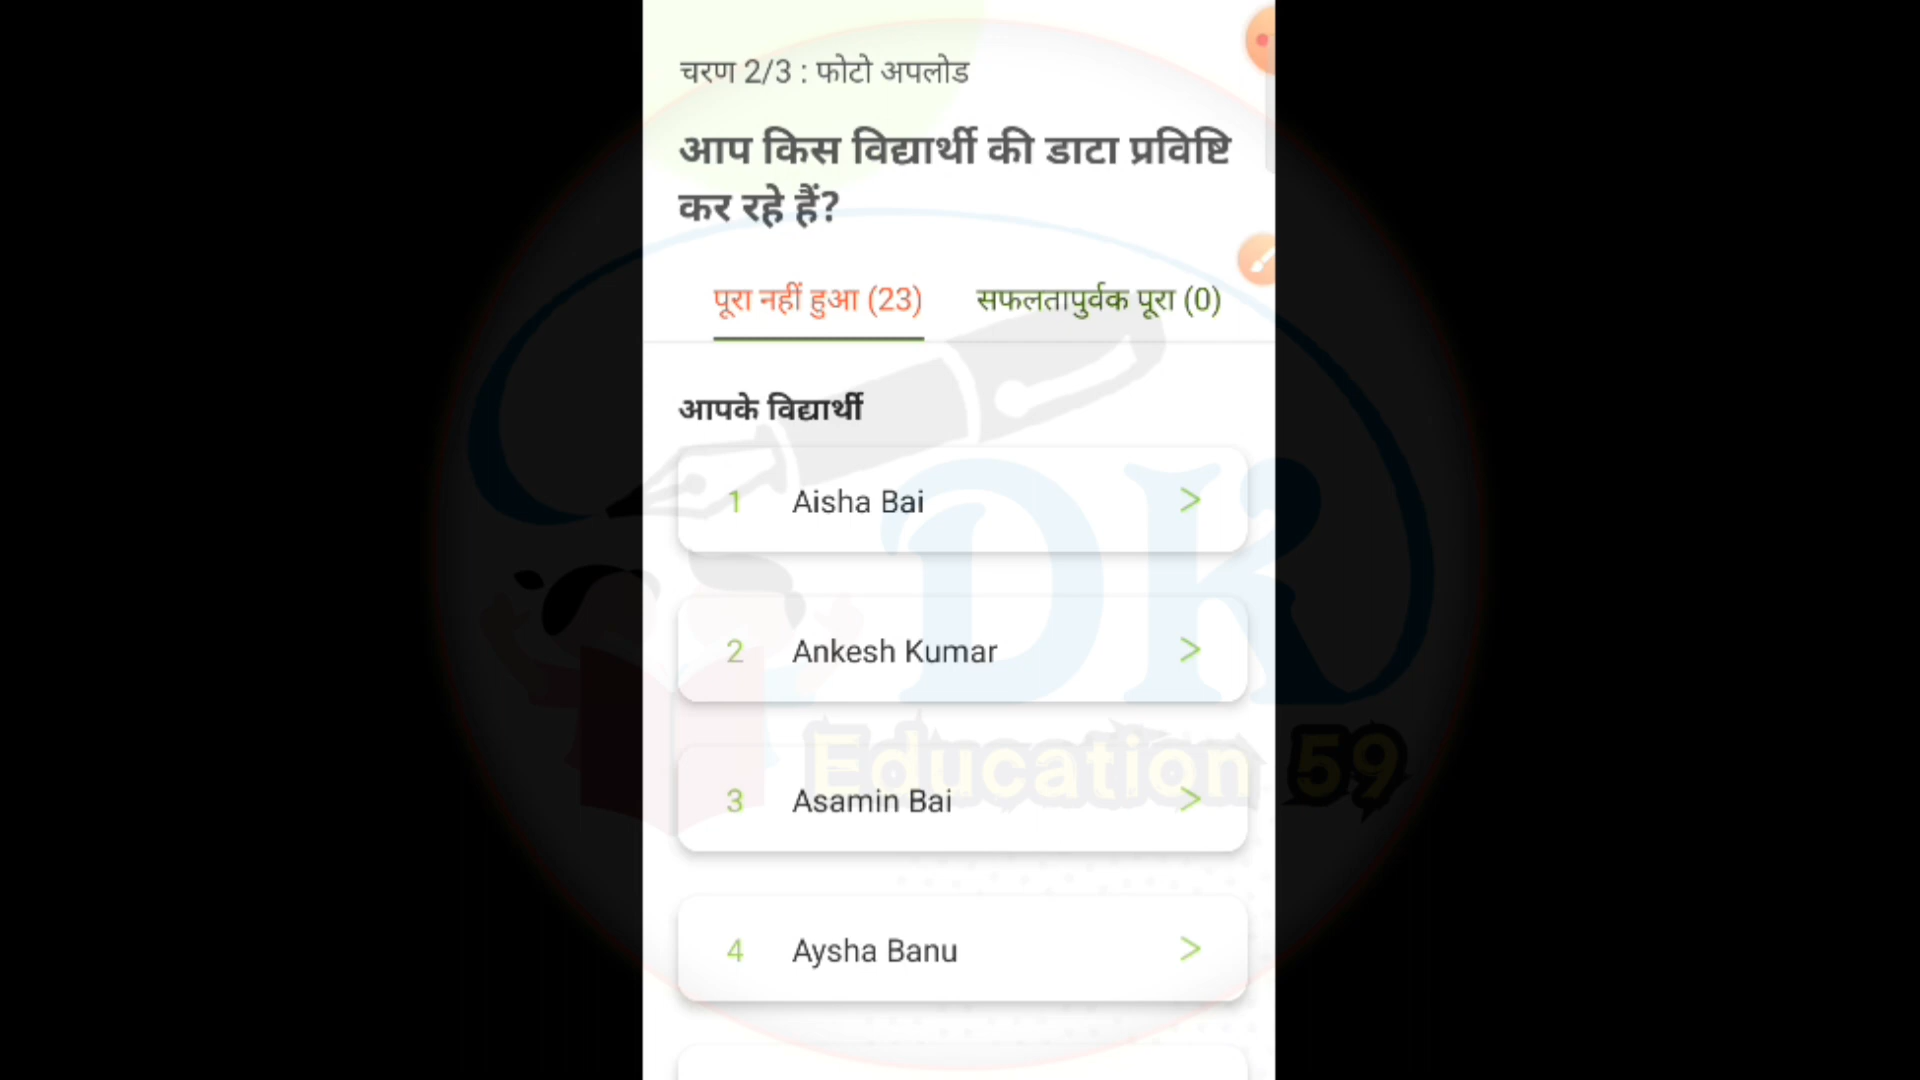 चरण 2/3 : फोटो अपलोड
आप किस विद्यार्थी की डाटा प्रविष्टि
कर रहे हैं?
पूरा नहीं हुआ (23) सफलतापुर्वक पूरा (0)
आपके विद्यार्थी
1 Aisha Bai >
2 Ankesh Kumar >
DK
Education 59
3 Asamin Bai >
4 Aysha Banu >